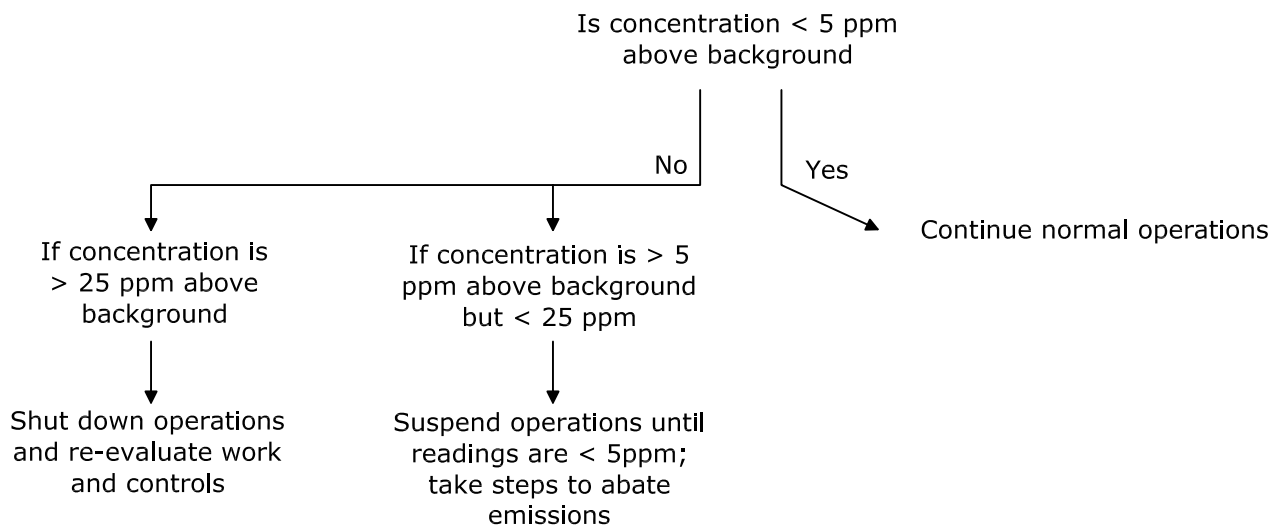 Is concentration < 5 ppm
above background
No
Yes
Continue normal operations
If concentration is
> 25 ppm above
background
If concentration is > 5
ppm above background
but < 25 ppm
Shut down operations
and re-evaluate work
and controls
Suspend operations until
readings are < 5ppm;
take steps to abate
emissions